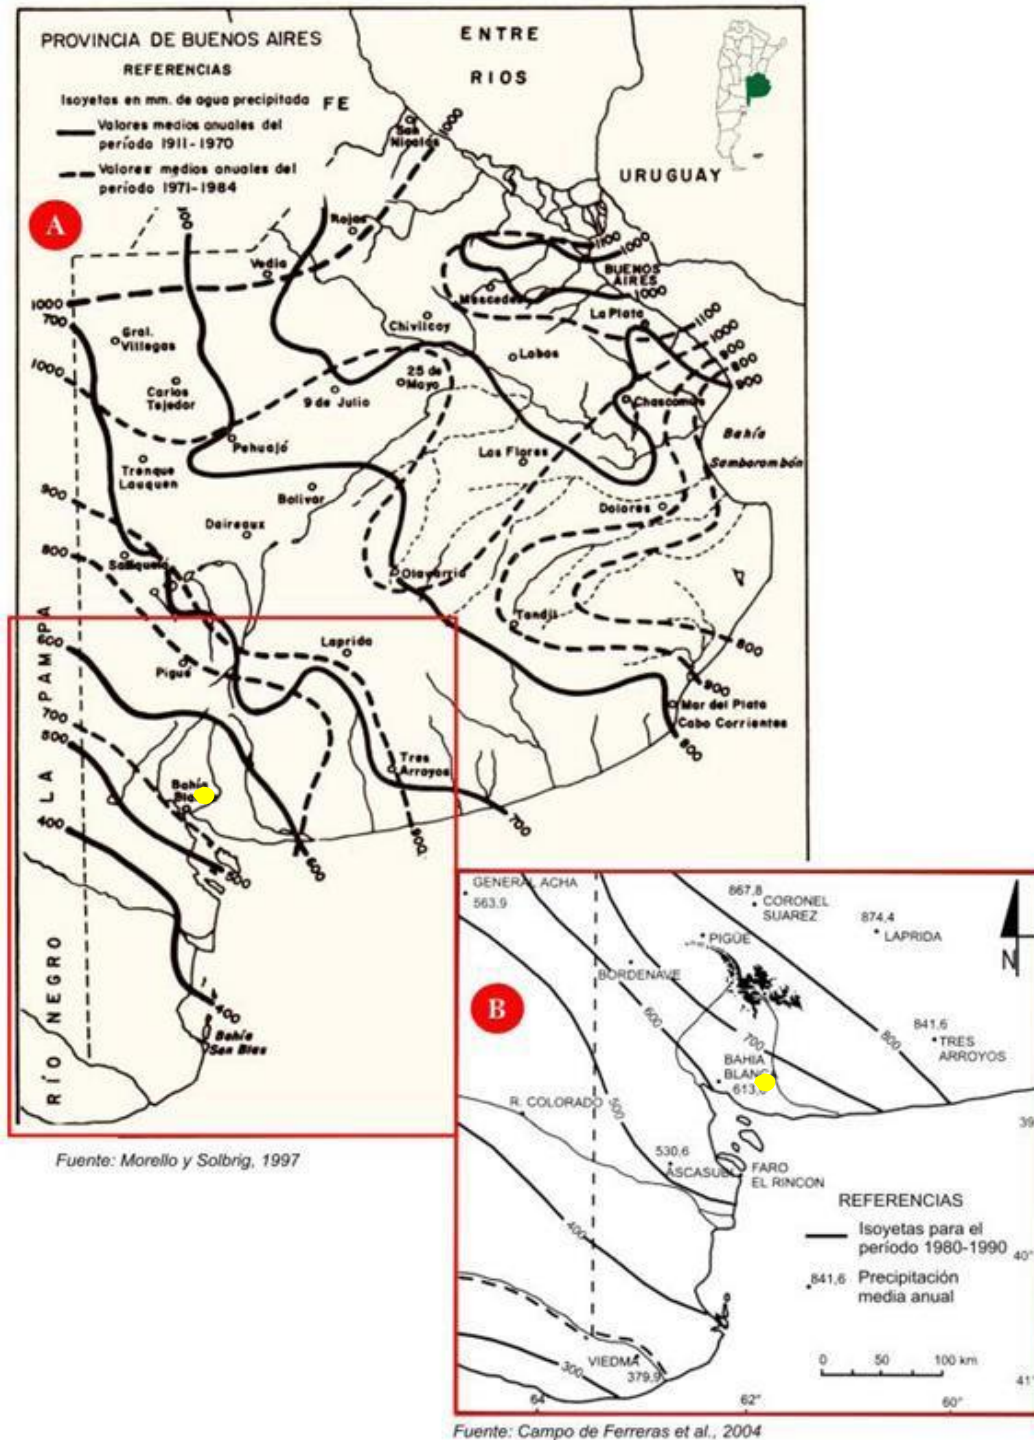 PROVINCIA DE BUENOS AIRES
REFERENCIAS
Isoyetas en mm. de agua precipitada
Valores medios anuales del
período 1911-1970
Valores medios anuales del
período 1971-1984
A
ENTRE
RIOS
FE
URUGUAY
San
Nicolás
1000
Rojas
Vedia
1100
1000
BUENOS
AIRES
1000
Mercedes
La Plata
Chivilcoy
1000
700
Gral.
Villegas
1000
Carlos
Tejedor
25 de
Mayo
9 de Julio
Lobos
1100
1000
900
800
900
Chascomus
Pehuajó
Bahía
Samborombón
Trenque
Lauquen
Las Flores
Bolivar
900
Daireaux
Dolores
800
Olavarria
Tandil
800
900
Laprida
Pigué
600
Mar del Plata
Cabo Corrientes
800
700
500
Tres
Arroyos
Bahía
700
900
600
400
500
LA PAMPA
400
Bahía
San Blas
RÍO NEGRO
Fuente: Morello y Solbrig, 1997
B
GENERAL ACHA
563,9
867,8
CORONEL
SUAREZ
874,4
LAPRIDA
PIGÜE
N
BORDENAVE
600
700
800
841,6
TRES
ARROYOS
BAHIA
500
R. COLORADO
39
530,6
ASCASUBI
FARO
EL RINCON
REFERENCIAS
Isoyetas para el
período 1980-1990
400
40°
841,6
Precipitación
media anual
VIEDMA
379,9
300
0 50 100 km
41°
64 62° 60°
Fuente: Campo de Ferreras et al., 2004